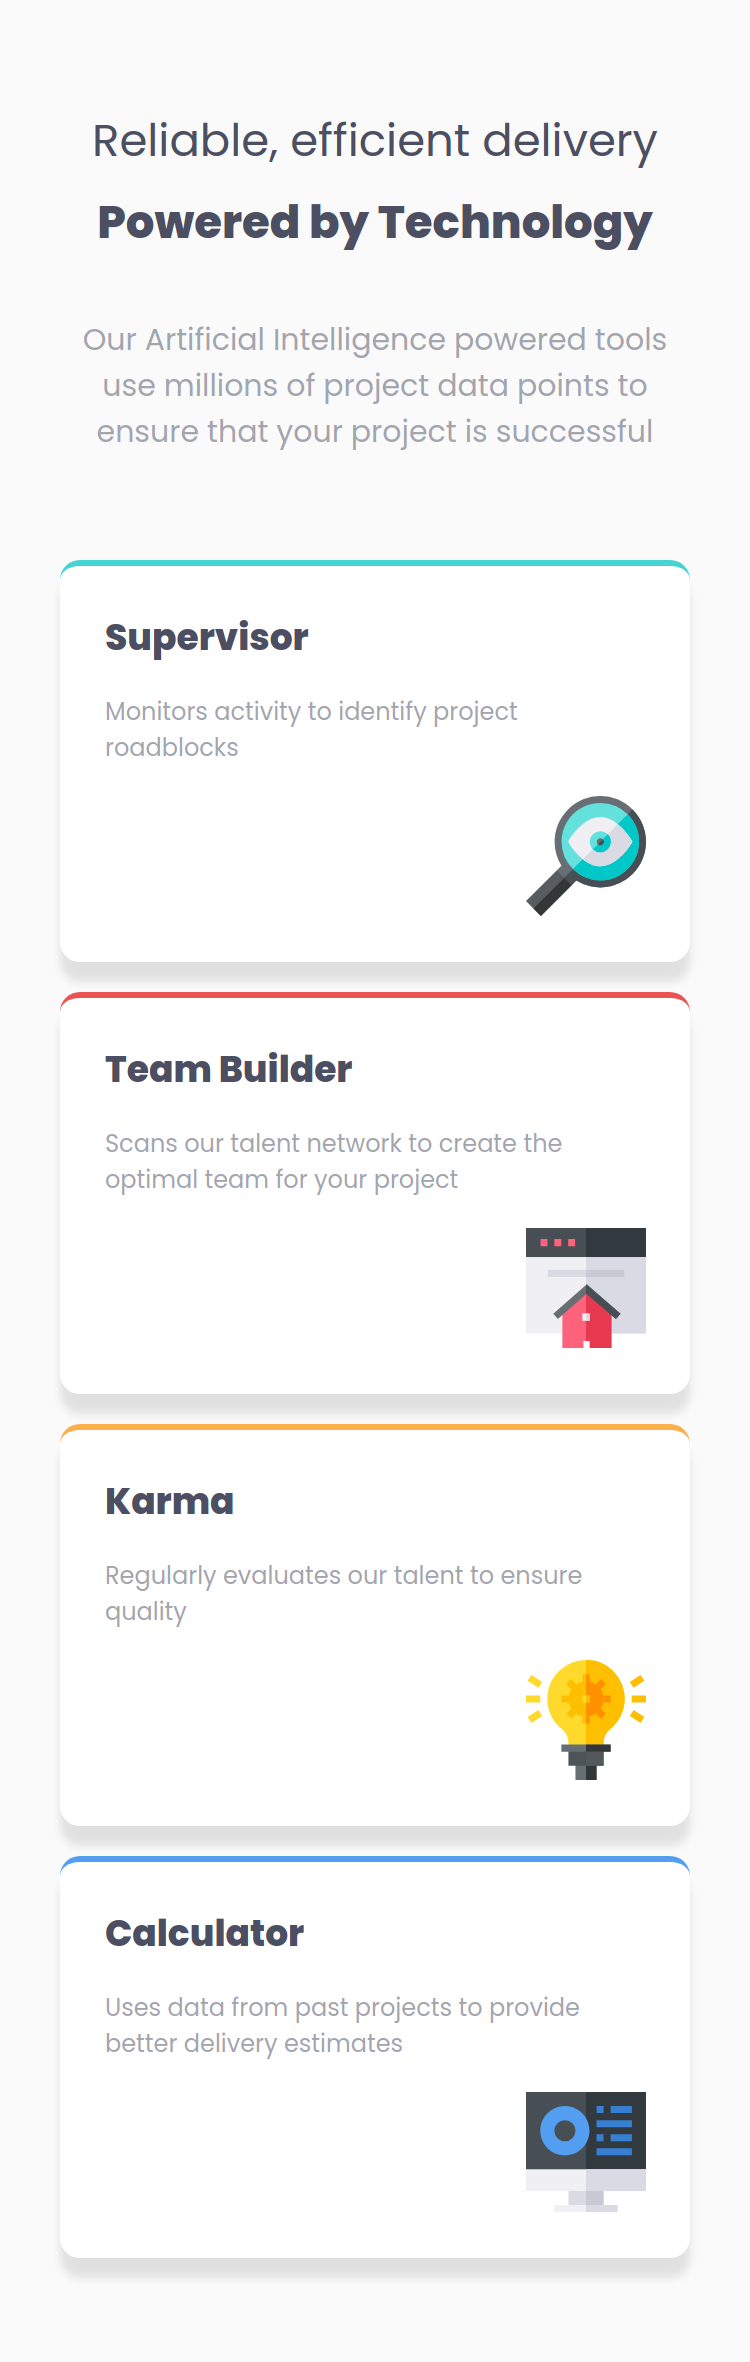 Reliable, efficient delivery
Powered by Technology
Our Artificial Intelligence powered tools
use millions of project data points to
ensure that your project is successful
Supervisor
Monitors activity to identify project
roadblocks
Team Builder
Scans our talent network to create the
optimal team for your project
Karma
Regularly evaluates our talent to ensure
quality
Calculator
Uses data from past projects to provide
better delivery estimates